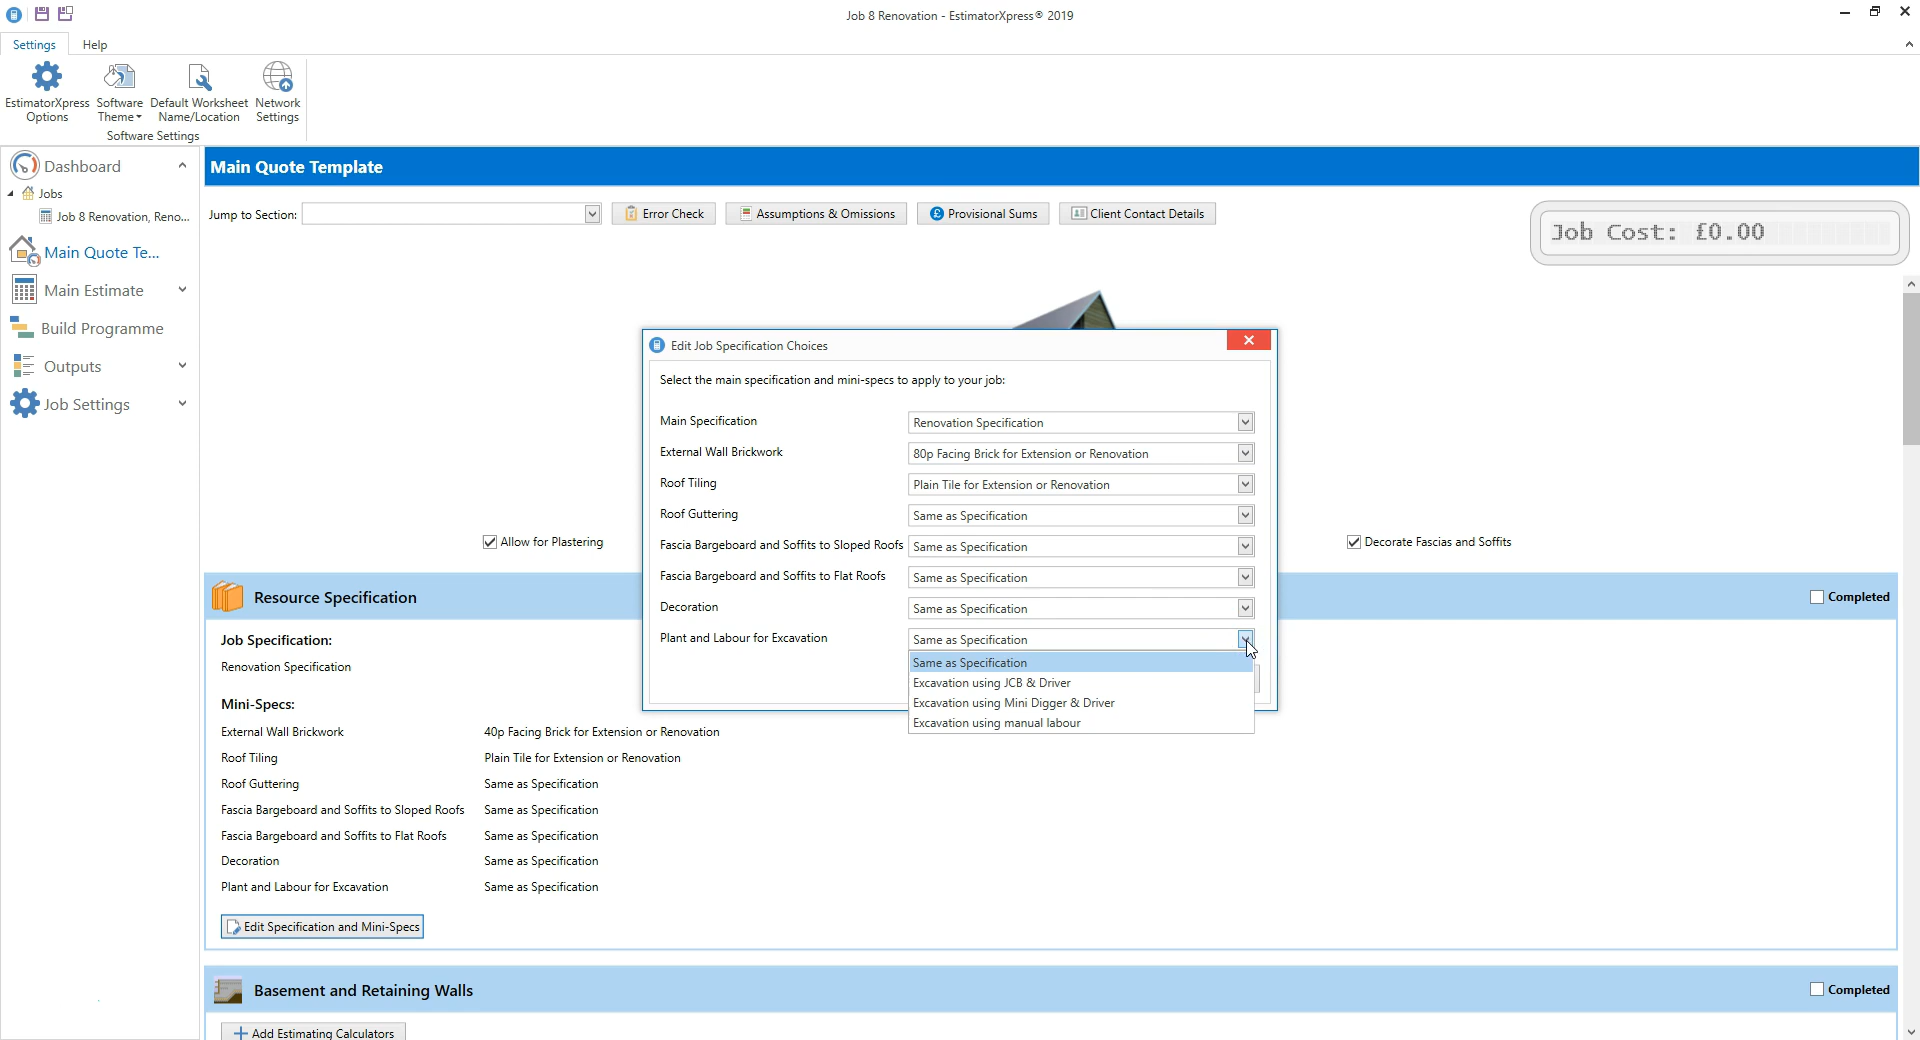 Job 8 Renovation - EstimatorXpress® 2019
Settings Help
EstimatorXpress Options
Software Theme
Default Worksheet Name/Location
Network Settings
Software Settings
Dashboard
Jobs
Job 8 Renovation, Reno...
Main Quote Te...
Main Estimate
Build Programme
Outputs
Job Settings
Main Quote Template
Jump to Section:
Error Check
Assumptions & Omissions
Provisional Sums
Client Contact Details
Job Cost: £0.00
Edit Job Specification Choices
Select the main specification and mini-specs to apply to your job:
Main Specification Renovation Specification
External Wall Brickwork 80p Facing Brick for Extension or Renovation
Roof Tiling Plain Tile for Extension or Renovation
Roof Guttering Same as Specification
Fascia Bargeboard and Soffits to Sloped Roofs Same as Specification
Fascia Bargeboard and Soffits to Flat Roofs Same as Specification
Decoration Same as Specification
Plant and Labour for Excavation Same as Specification
Same as Specification
Excavation using JCB & Driver
Excavation using Mini Digger & Driver
Excavation using manual labour
Allow for Plastering
Decorate Fascias and Soffits
Resource Specification Completed
Job Specification:
Renovation Specification
Mini-Specs:
External Wall Brickwork 40p Facing Brick for Extension or Renovation
Roof Tiling Plain Tile for Extension or Renovation
Roof Guttering Same as Specification
Fascia Bargeboard and Soffits to Sloped Roofs Same as Specification
Fascia Bargeboard and Soffits to Flat Roofs Same as Specification
Decoration Same as Specification
Plant and Labour for Excavation Same as Specification
Edit Specification and Mini-Specs
Basement and Retaining Walls Completed
Add Estimating Calculators